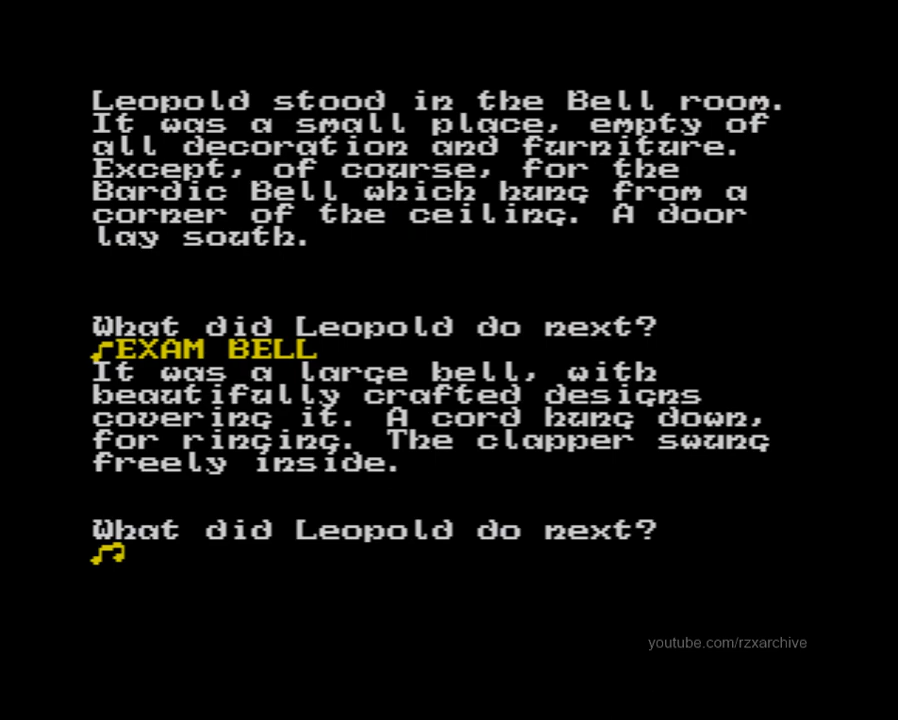 Leopold stood in the Bell room.
It was a small place, empty of
all decoration and furniture.
Except, of course, for the
Bardic Bell which hung from a
corner of the ceiling. A door
lay south.
What did Leopold do next?
♪EXAM BELL
It was a large bell, with
beautifully crafted designs
covering it. A cord hung down,
for ringing. The clapper swung
freely inside.
What did Leopold do next?
♪
youtube.com/rzxarchive